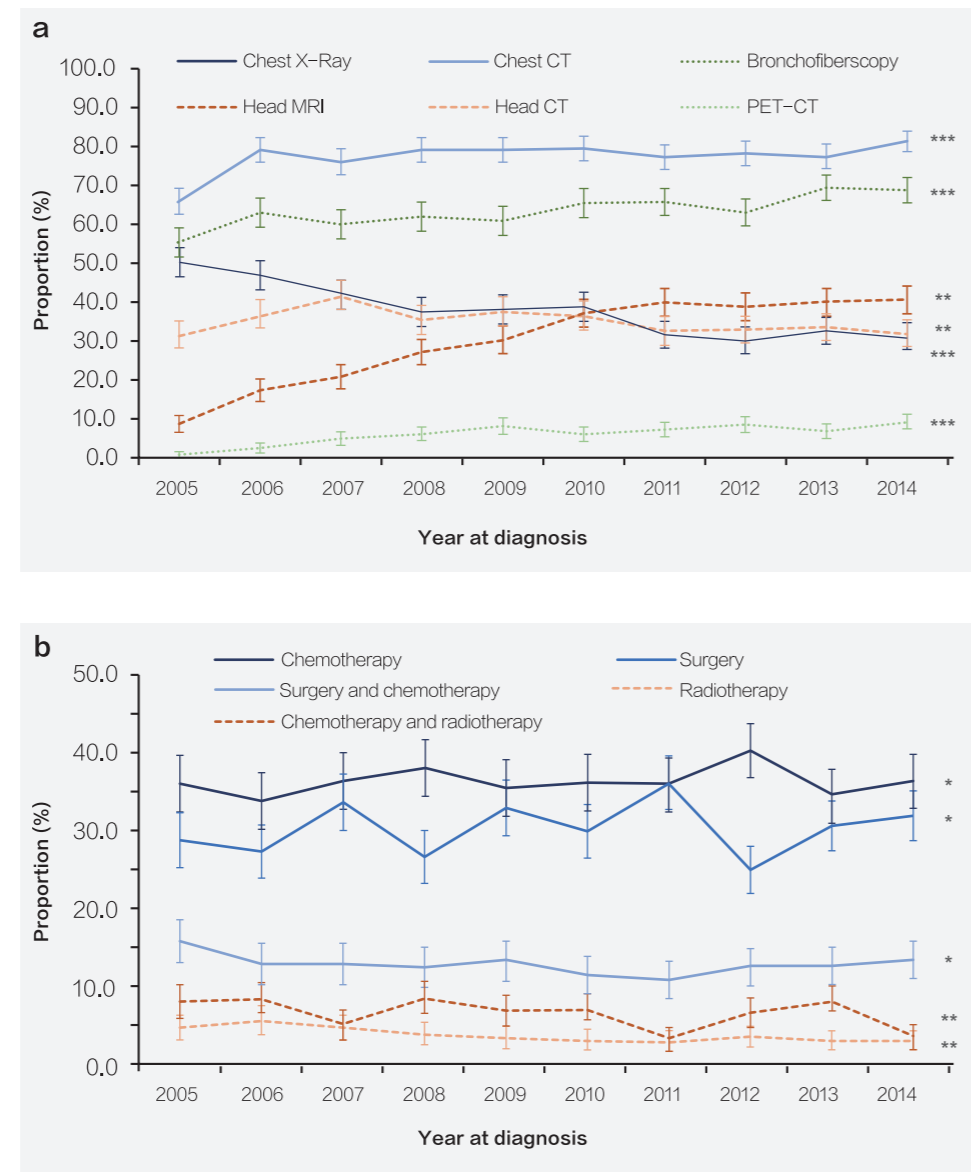 a
Chest X-Ray Chest CT Bronchofiberscopy
Head MRI Head CT PET-CT
100.0
90.0
80.0
70.0
60.0
50.0
40.0
30.0
20.0
10.0
0.0
Proportion (%)
***
***
**
**
***
***
2005 2006 2007 2008 2009 2010 2011 2012 2013 2014
Year at diagnosis
b
Chemotherapy Surgery
Surgery and chemotherapy Radiotherapy
Chemotherapy and radiotherapy
50.0
40.0
30.0
20.0
10.0
0.0
Proportion (%)
*
*
*
**
**
2005 2006 2007 2008 2009 2010 2011 2012 2013 2014
Year at diagnosis